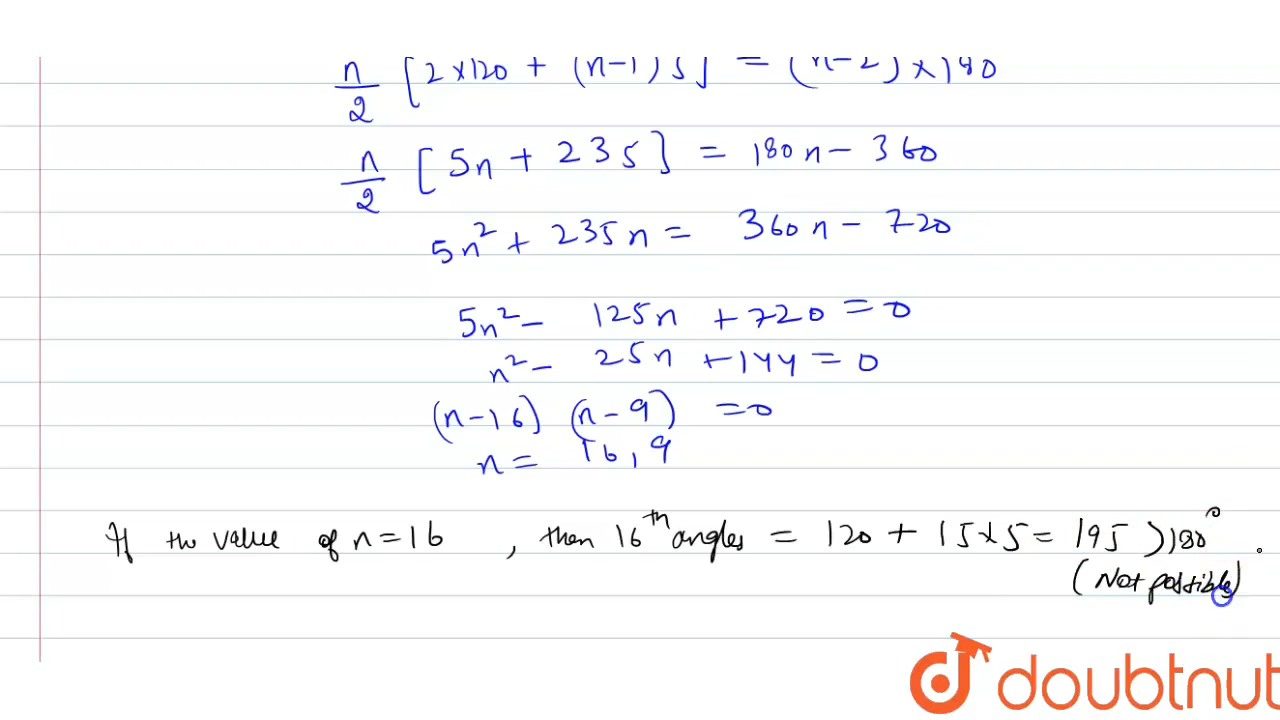 n/2 [2×120 + (n-1)5] = (n-2)×180
n/2 [5n + 235] = 180n - 360
5n² + 235n = 360n - 720
5n² - 125n + 720 = 0
n² - 25n + 144 = 0
(n-16) (n-9) = 0
n = 16, 9
If the value of n=16, then 16th angles = 120 + 15×5 = 195 > 180°.
(Not possible)
doubtnut